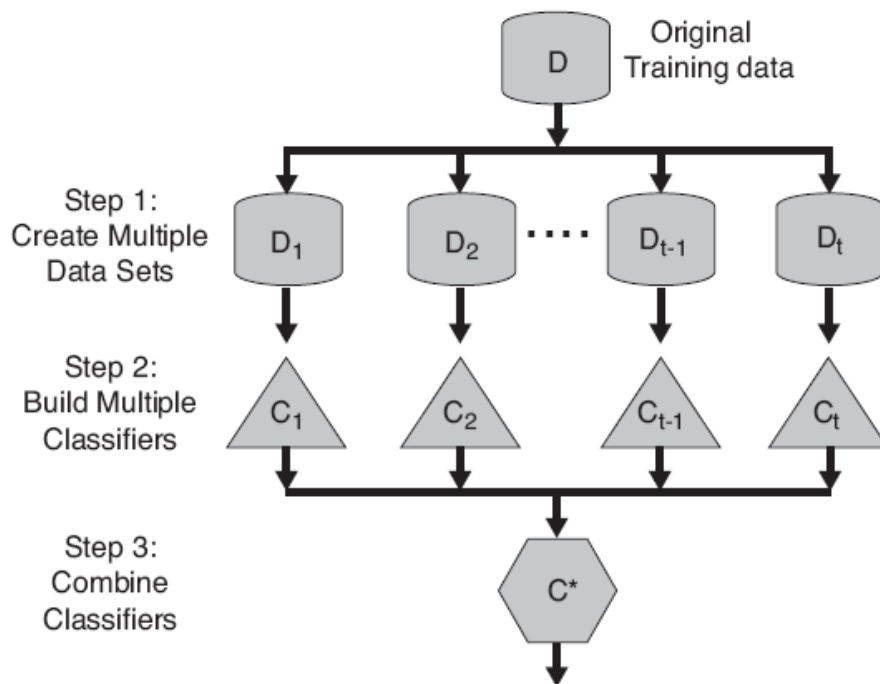 D
Original
Training data
Step 1:
Create Multiple
Data Sets
D₁
D₂
....
Dₜ₋₁
Dₜ
Step 2:
Build Multiple
Classifiers
C₁
C₂
Cₜ₋₁
Cₜ
Step 3:
Combine
Classifiers
C*